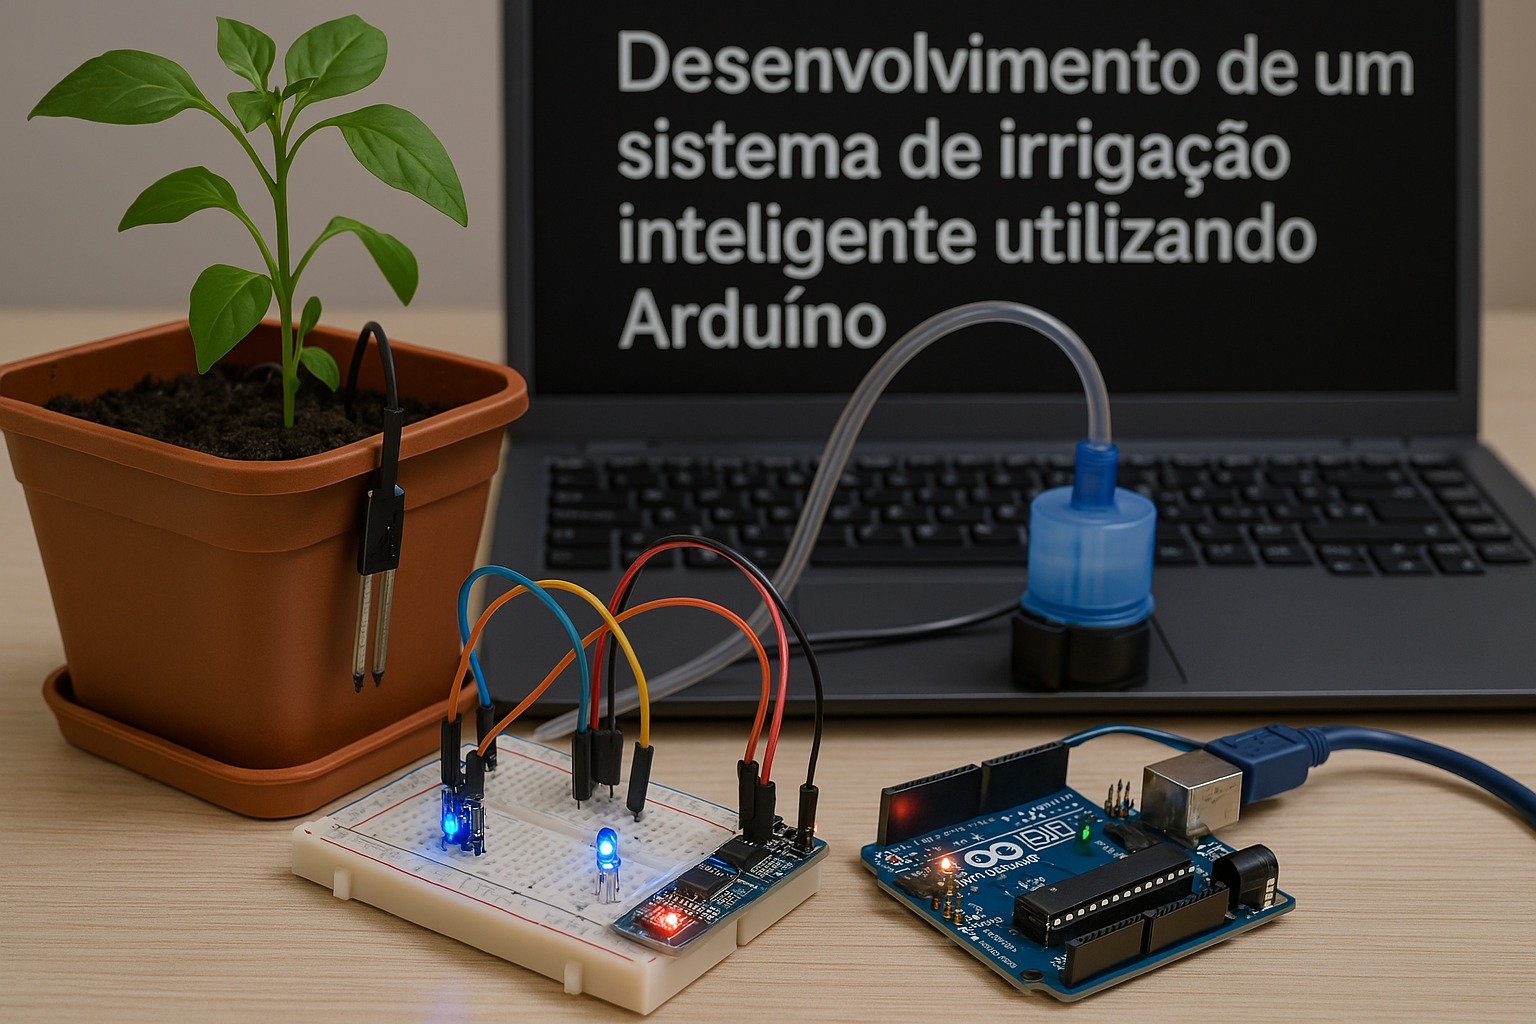 Desenvolvimento de um
sistema de irrigação
inteligente utilizando
Arduíno